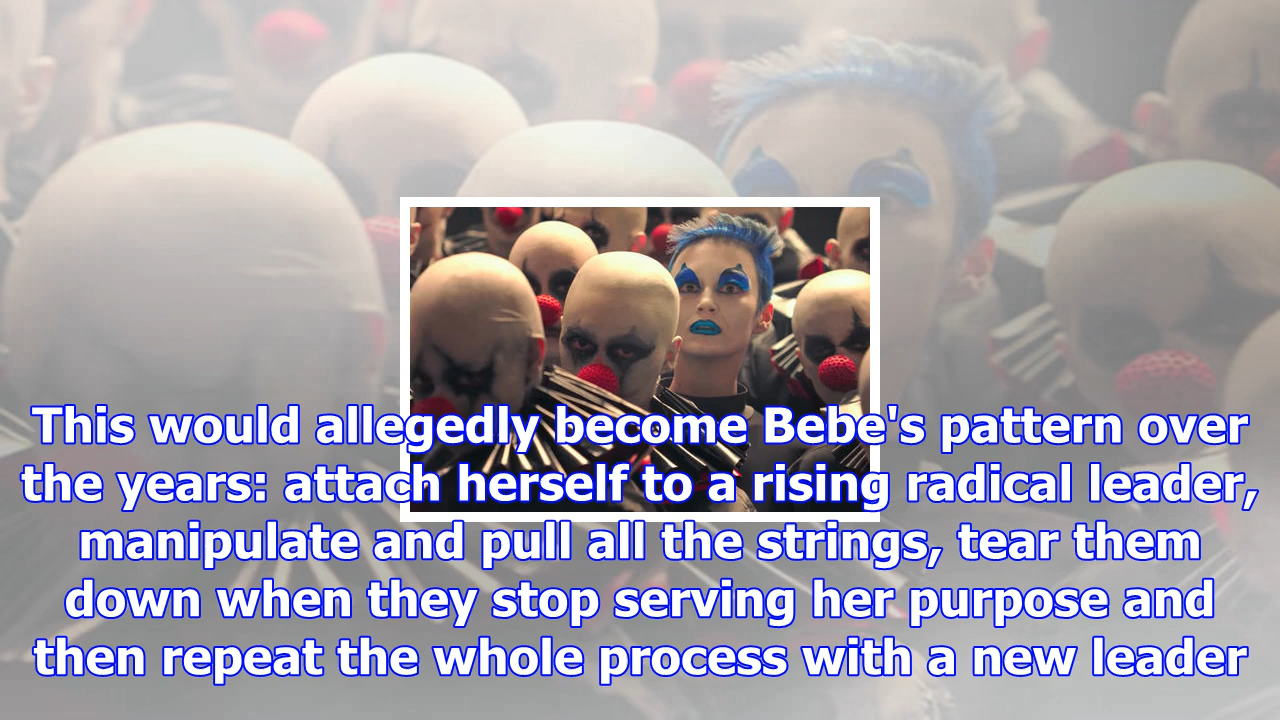 This would allegedly become Bebe's pattern over
the years: attach herself to a rising radical leader,
manipulate and pull all the strings, tear them
down when they stop serving her purpose and
then repeat the whole process with a new leader